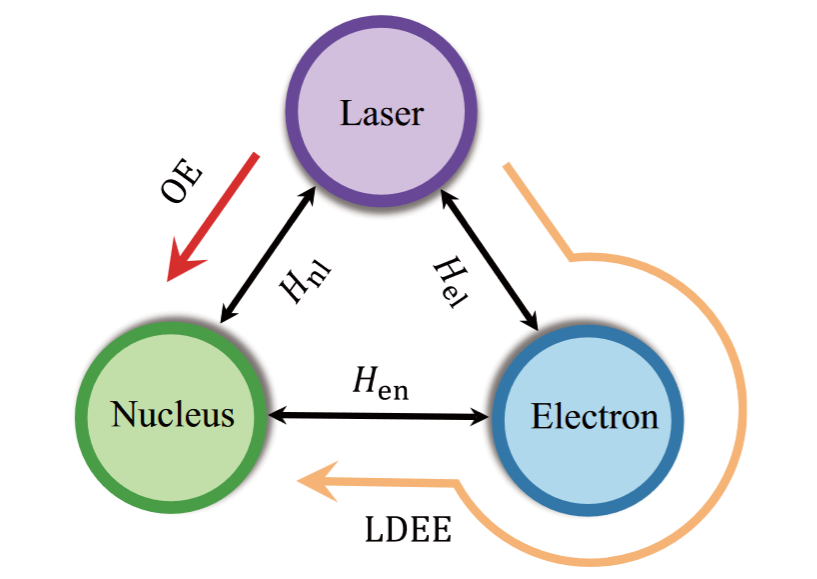 Laser
OE
H_nl
H_el
H_en
Nucleus
Electron
LDEE